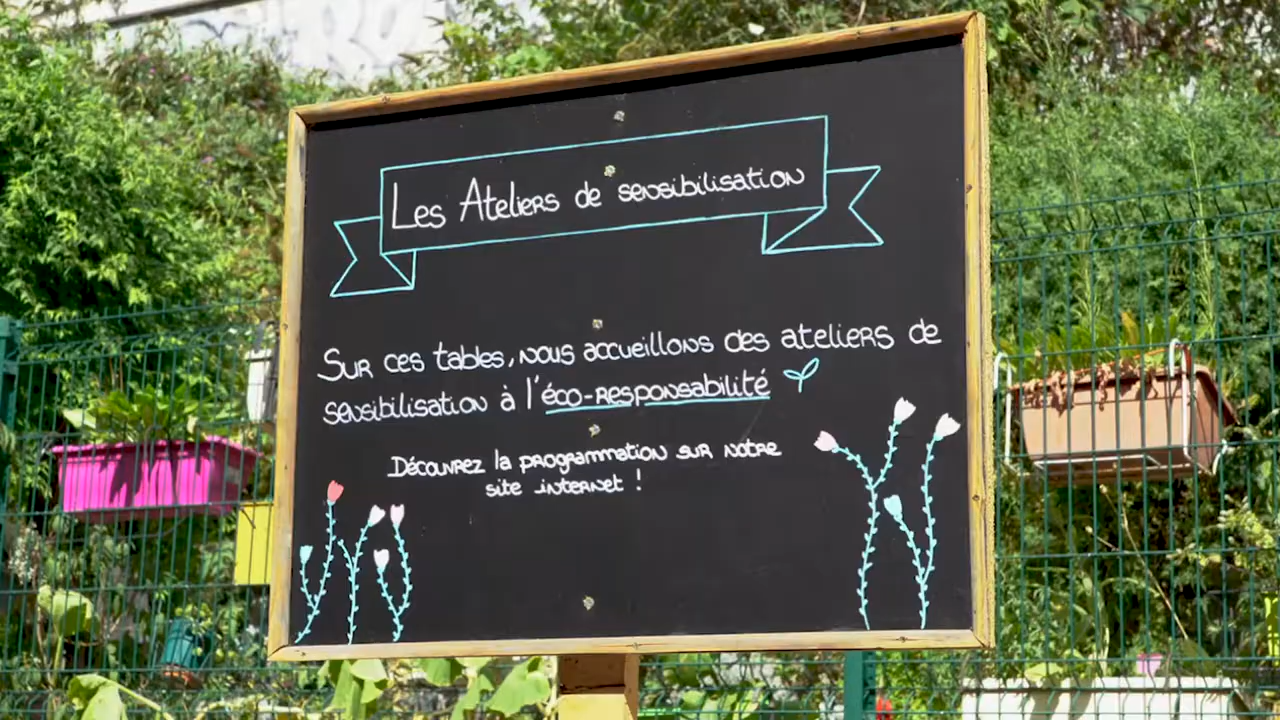 Les Ateliers de sensibilisation
Sur ces tables, nous accueillons des ateliers de
sensibilisation à l'éco-responsabilité
Découvrez la programmation sur notre
site internet !